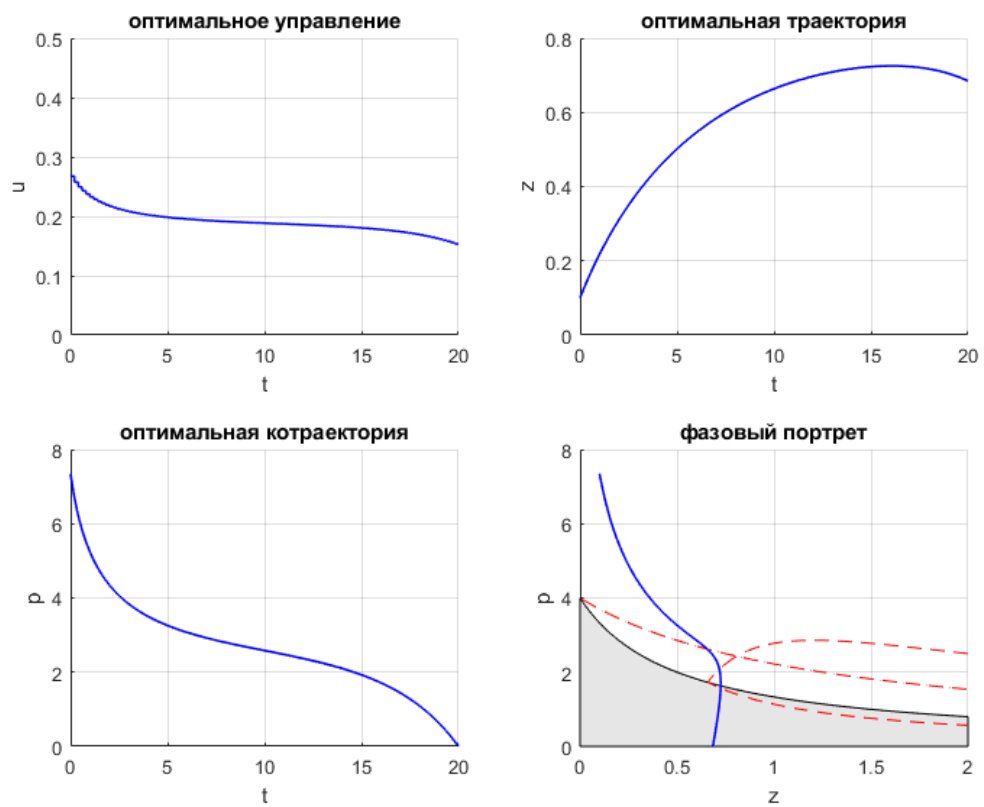 оптимальное управление
0.5
0.4
0.3
0.2
0.1
0
u
0 5 10 15 20
t
оптимальная траектория
0.8
0.6
0.4
0.2
0
z
0 5 10 15 20
t
оптимальная котраектория
8
6
4
2
0
p
0 5 10 15 20
t
фазовый портрет
8
6
4
2
0
p
0 0.5 1 1.5 2
z